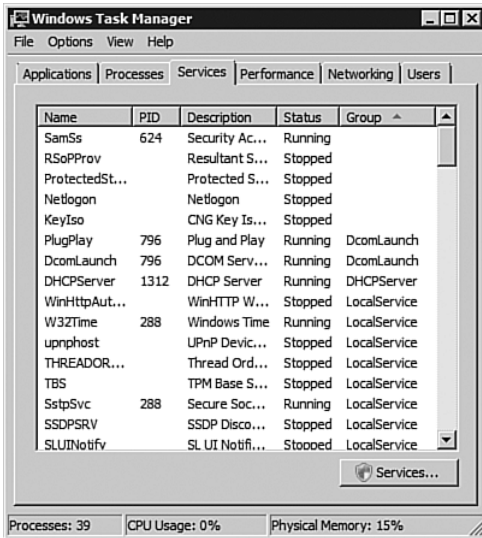 Windows Task Manager
File Options View Help
Applications Processes Services Performance Networking Users
Name PID Description Status Group
SamSs 624 Security Ac... Running
RSoPProv Resultant S... Stopped
ProtectedSt... Protected S... Stopped
Netlogon Netlogon Stopped
KeyIso CNG Key Is... Stopped
PlugPlay 796 Plug and Play Running DcomLaunch
DcomLaunch 796 DCOM Serv... Running DcomLaunch
DHCPServer 1312 DHCP Server Running DHCPServer
WinHttpAut... WinHTTP W... Stopped LocalService
W32Time 288 Windows Time Running LocalService
upnphost UPnP Devic... Stopped LocalService
THREADOR... Thread Ord... Stopped LocalService
TBS TPM Base S... Stopped LocalService
SstpSvc 288 Secure Soc... Running LocalService
SSDPSRV SSDP Disco... Stopped LocalService
SLUINotify SL UI Notifi... Stopped LocalService
Services...
Processes: 39 CPU Usage: 0% Physical Memory: 15%